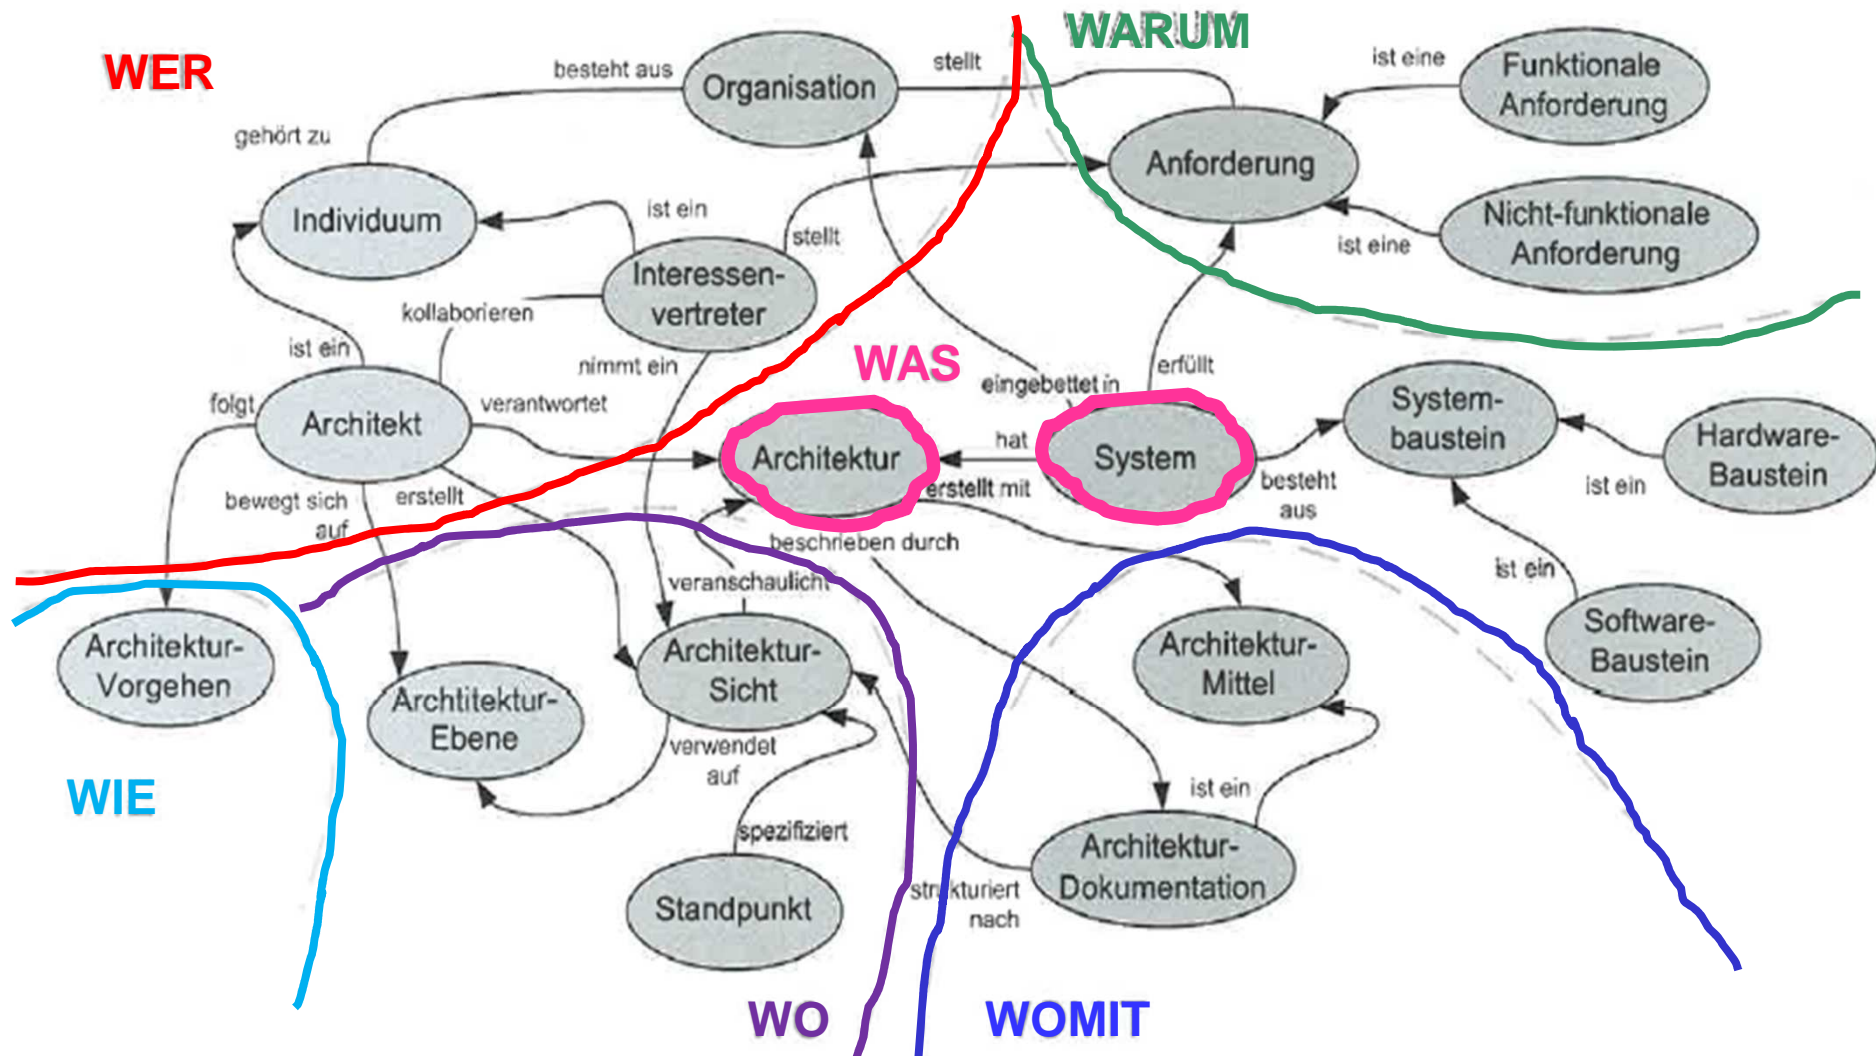 WARUM
WER
besteht aus
Organisation
stellt
ist eine
Funktionale
Anforderung
gehört zu
Anforderung
Individuum
ist ein
stellt
ist eine
Nicht-funktionale
Anforderung
Interessen-
vertreter
kollaborieren
ist ein
nimmt ein
WAS
eingebettet in
erfüllt
folgt
Architekt
verantwortet
Architektur
hat
System
System-
baustein
Hardware-
Baustein
bewegt sich
auf
erstellt
erstellt mit
besteht
aus
ist ein
beschrieben durch
veranschaulicht
ist ein
Architektur-
Vorgehen
Archtitektur-
Ebene
Architektur-
Sicht
Architektur-
Mittel
Software-
Baustein
verwendet
auf
WIE
ist ein
spezifiziert
Standpunkt
strukturiert
nach
Architektur-
Dokumentation
WO
WOMIT